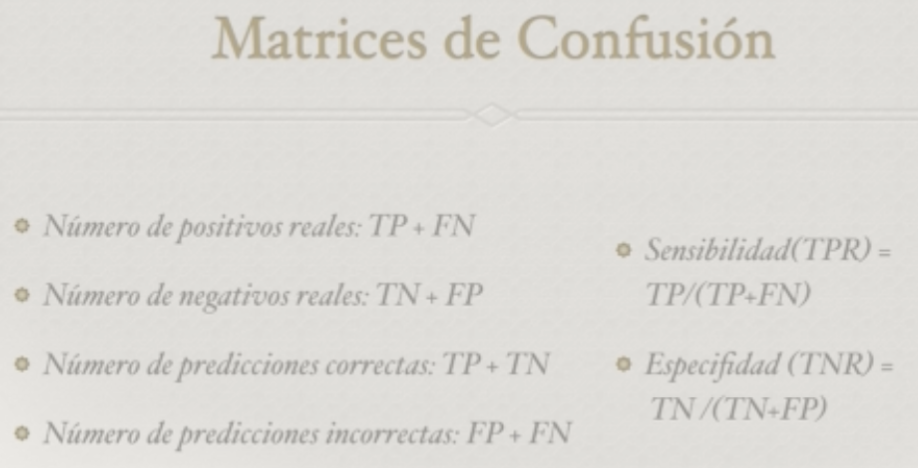 Matrices de Confusión
Número de positivos reales: TP + FN
Número de negativos reales: TN + FP
Número de predicciones correctas: TP + TN
Número de predicciones incorrectas: FP + FN
Sensibilidad(TPR) =
TP/(TP+FN)
Especifidad (TNR) =
TN /(TN+FP)